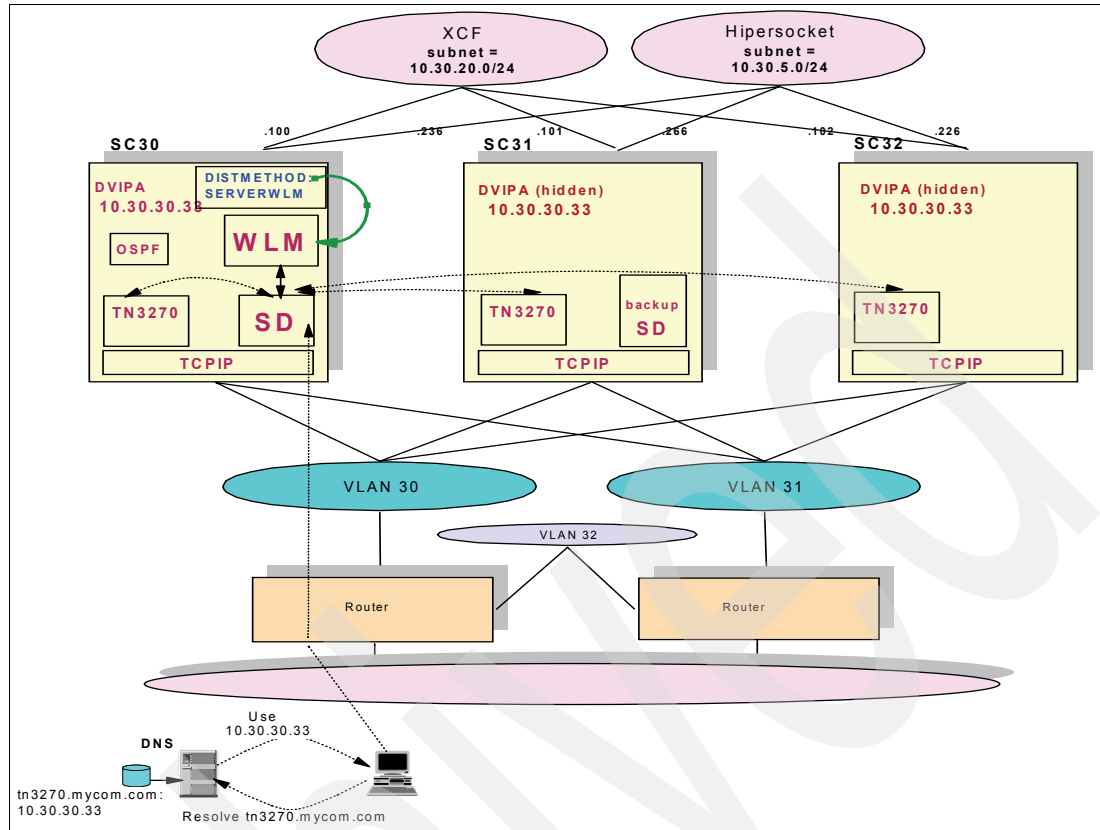 XCF
subnet =
10.30.20.0/24
Hipersocket
subnet =
10.30.5.0/24
.100
.236
.101
.266
.102
.226
SC30
SC31
SC32
DISTMETHOD:
SERVERWLM
DVIPA
10.30.30.33
OSPF
WLM
TN3270
SD
TCPIP
DVIPA (hidden)
10.30.30.33
TN3270
backup
SD
TCPIP
DVIPA (hidden)
10.30.30.33
TN3270
TCPIP
VLAN 30
VLAN 31
VLAN 32
Router
Router
Use
10.30.30.33
DNS
tn3270.mycom.com:
10.30.30.33
Resolve tn3270.mycom.com